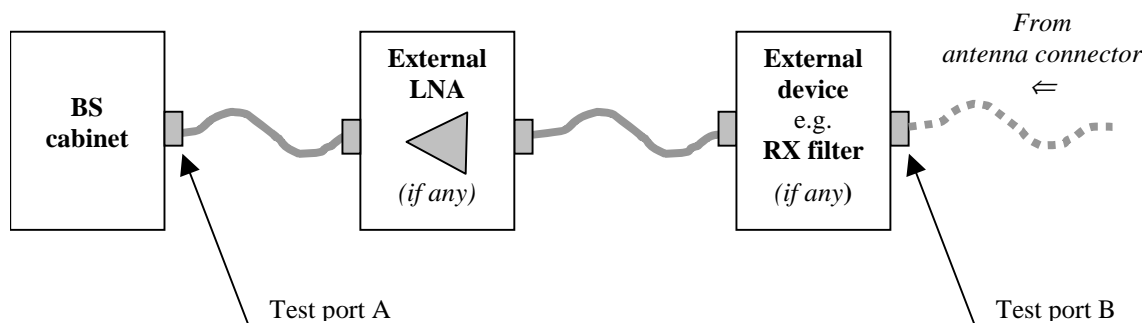 BS
cabinet
External
LNA
(if any)
External
device
e.g.
RX filter
(if any)
From
antenna connector
⇐
Test port A
Test port B